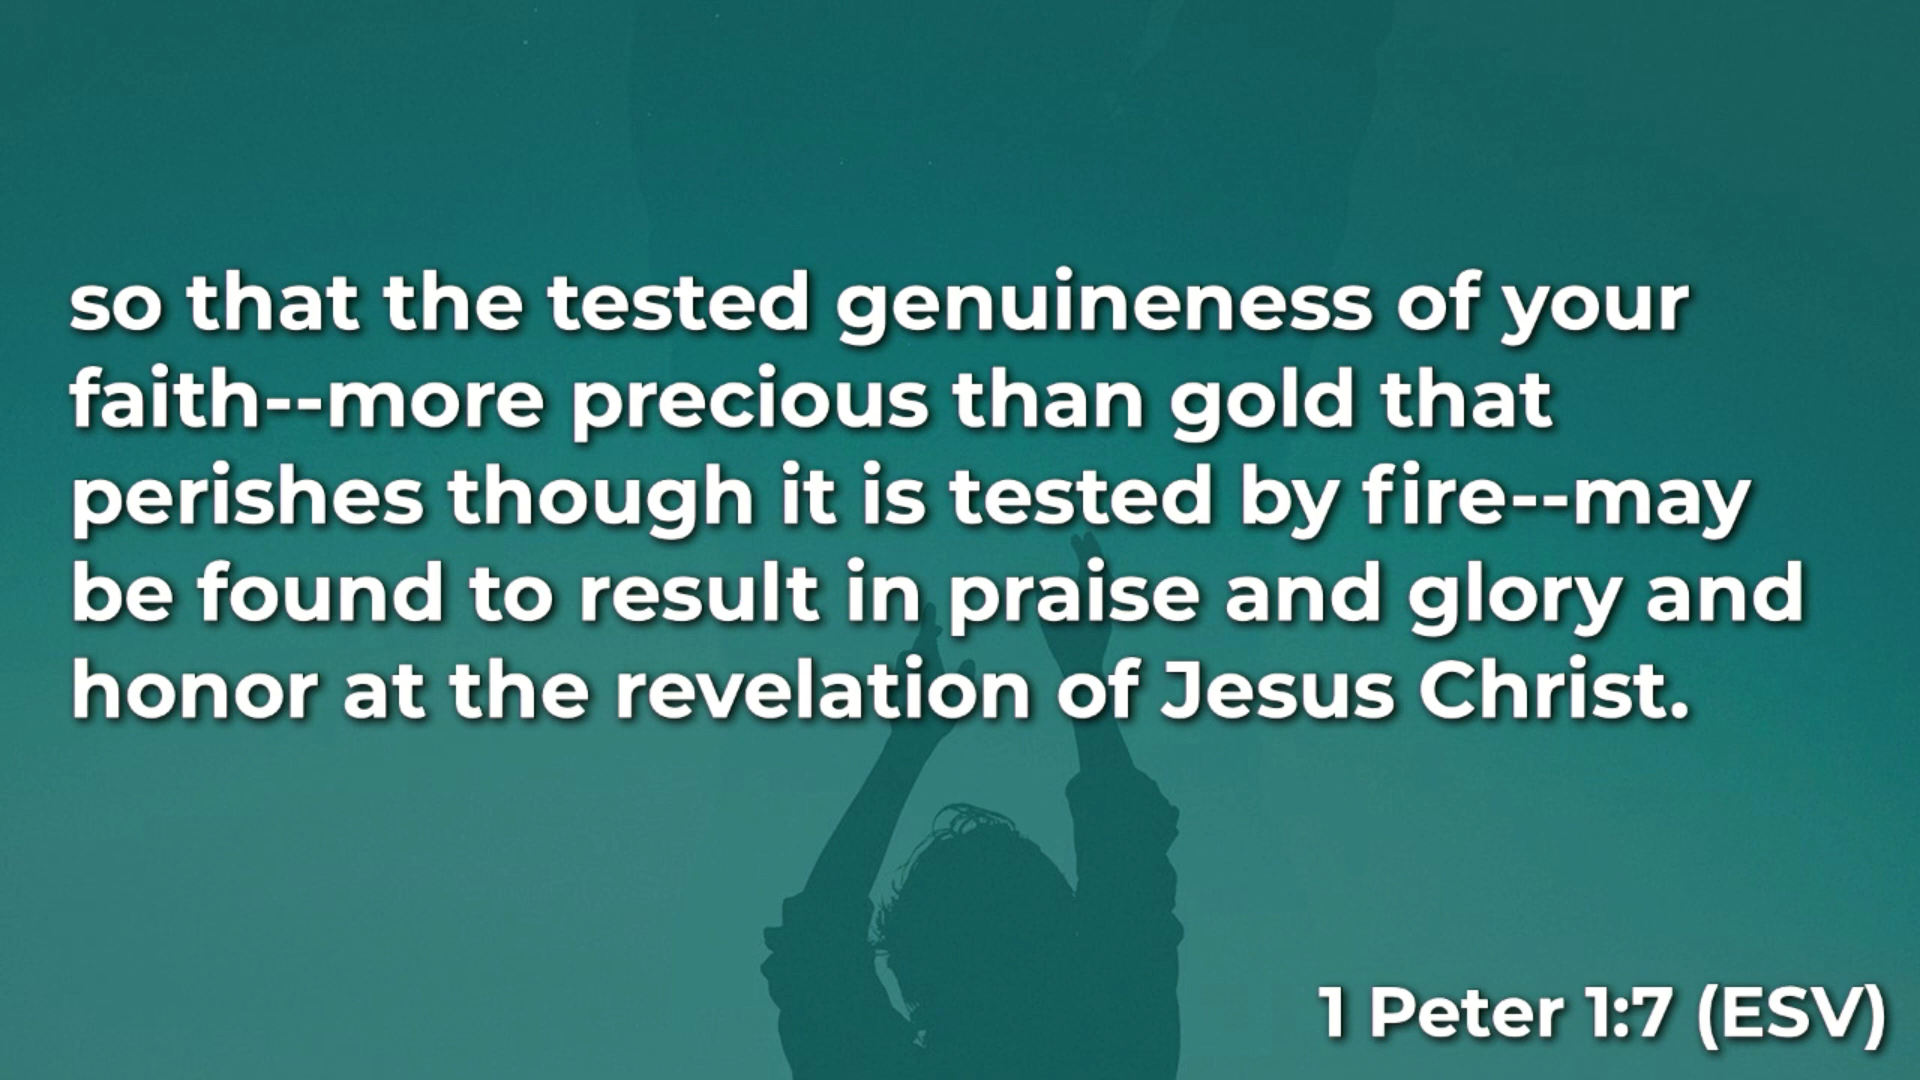 so that the tested genuineness of your
faith--more precious than gold that
perishes though it is tested by fire--may
be found to result in praise and glory and
honor at the revelation of Jesus Christ.
1 Peter 1:7 (ESV)